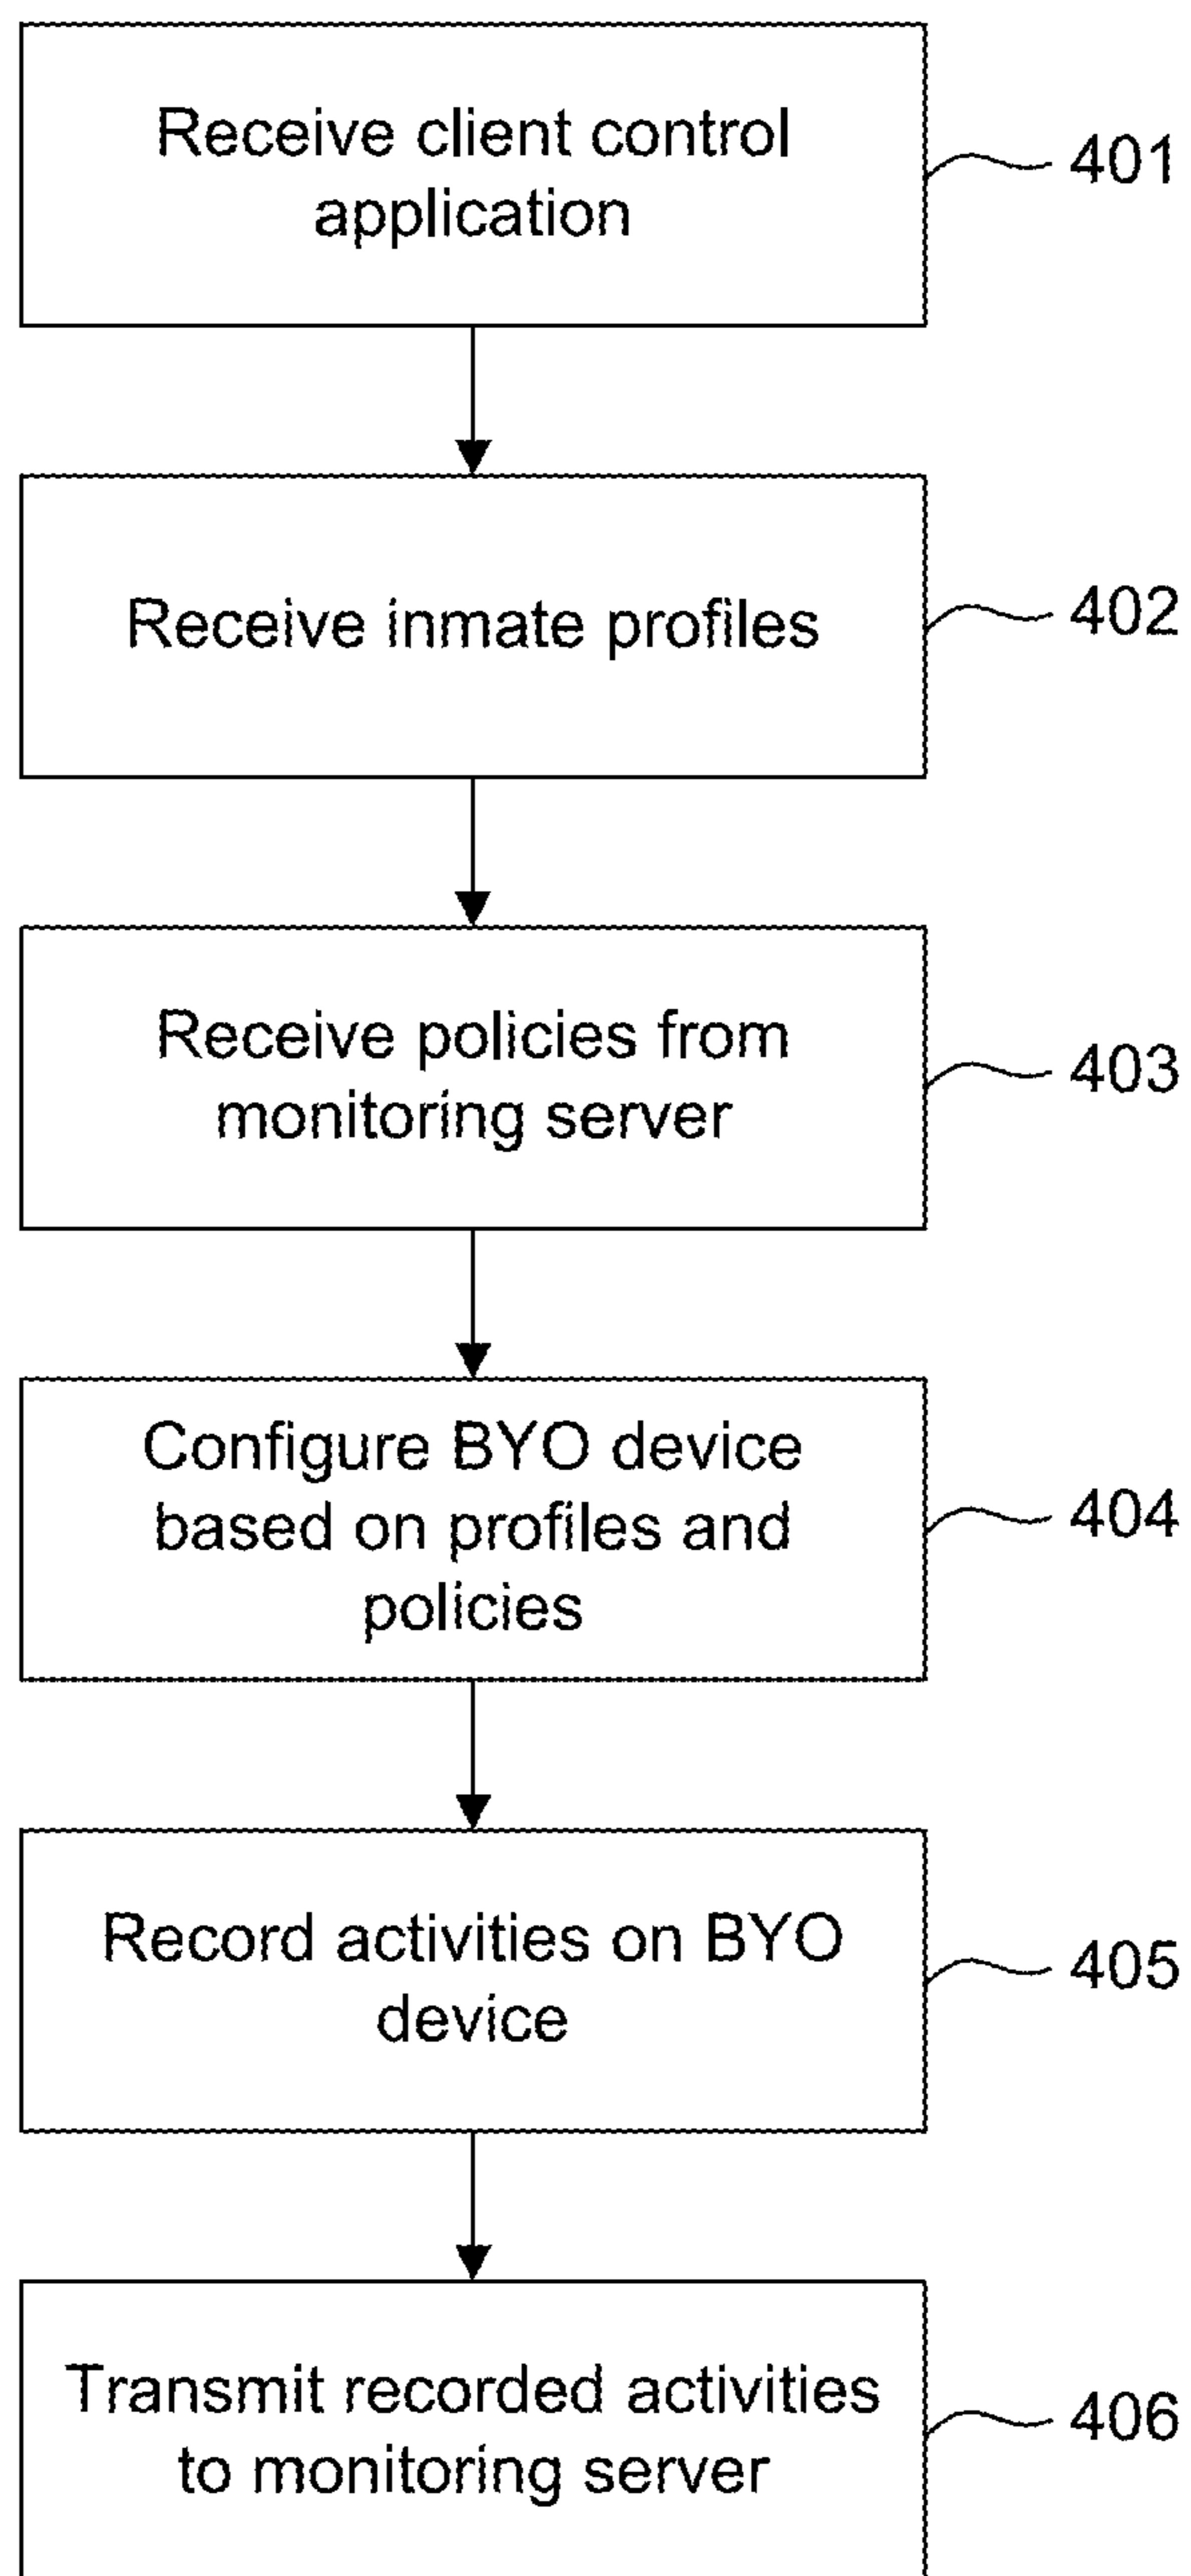 Receive client control
application
401
Receive inmate profiles
402
Receive policies from
monitoring server
403
Configure BYO device
based on profiles and
policies
404
Record activities on BYO
device
405
Transmit recorded activities
to monitoring server
406